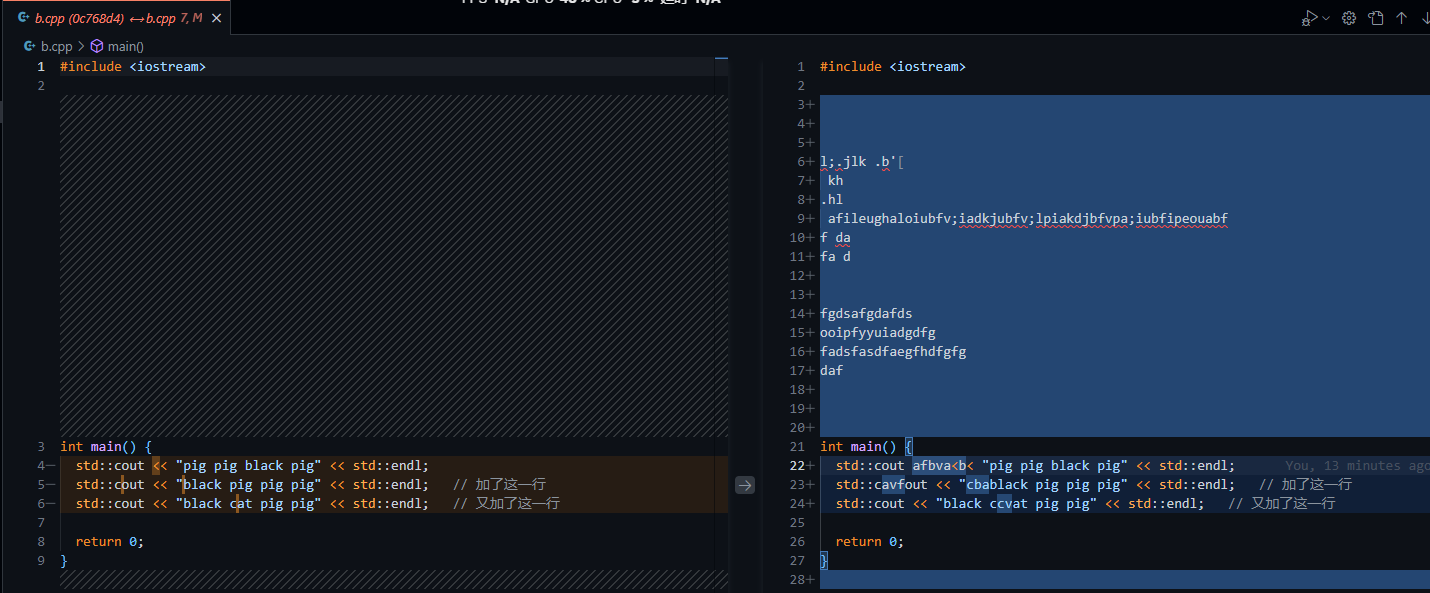 b.cpp (0c768d4) ↔ b.cpp 7, M
b.cpp > main()
1 #include <iostream>
2
3 int main() {
4− std::cout << "pig pig black pig" << std::endl;
5− std::cout << "black pig pig pig" << std::endl;   // 加了这一行
6− std::cout << "black cat pig pig" << std::endl;   // 又加了这一行
7
8 return 0;
9 }
1 #include <iostream>
2
3+
4+
5+
6+ l;.jlk .b'[
7+ kh
8+ .hl
9+ afileughaloiubfv;iadkjubfv;lpiakdjbfvpa;iubfipeouabf
10+ f da
11+ fa d
12+
13+
14+ fgdsafgdafds
15+ ooipfyyuiadgdfg
16+ fadsfasdfaegfhdfgfg
17+ daf
18+
19+
20+
21 int main() {
22+ std::cout afbva<b< "pig pig black pig" << std::endl;   You, 13 minutes ago
23+ std::cavfout << "cbablack pig pig pig" << std::endl;   // 加了这一行
24+ std::cout << "black ccvat pig pig" << std::endl;   // 又加了这一行
25
26 return 0;
27 }
28+